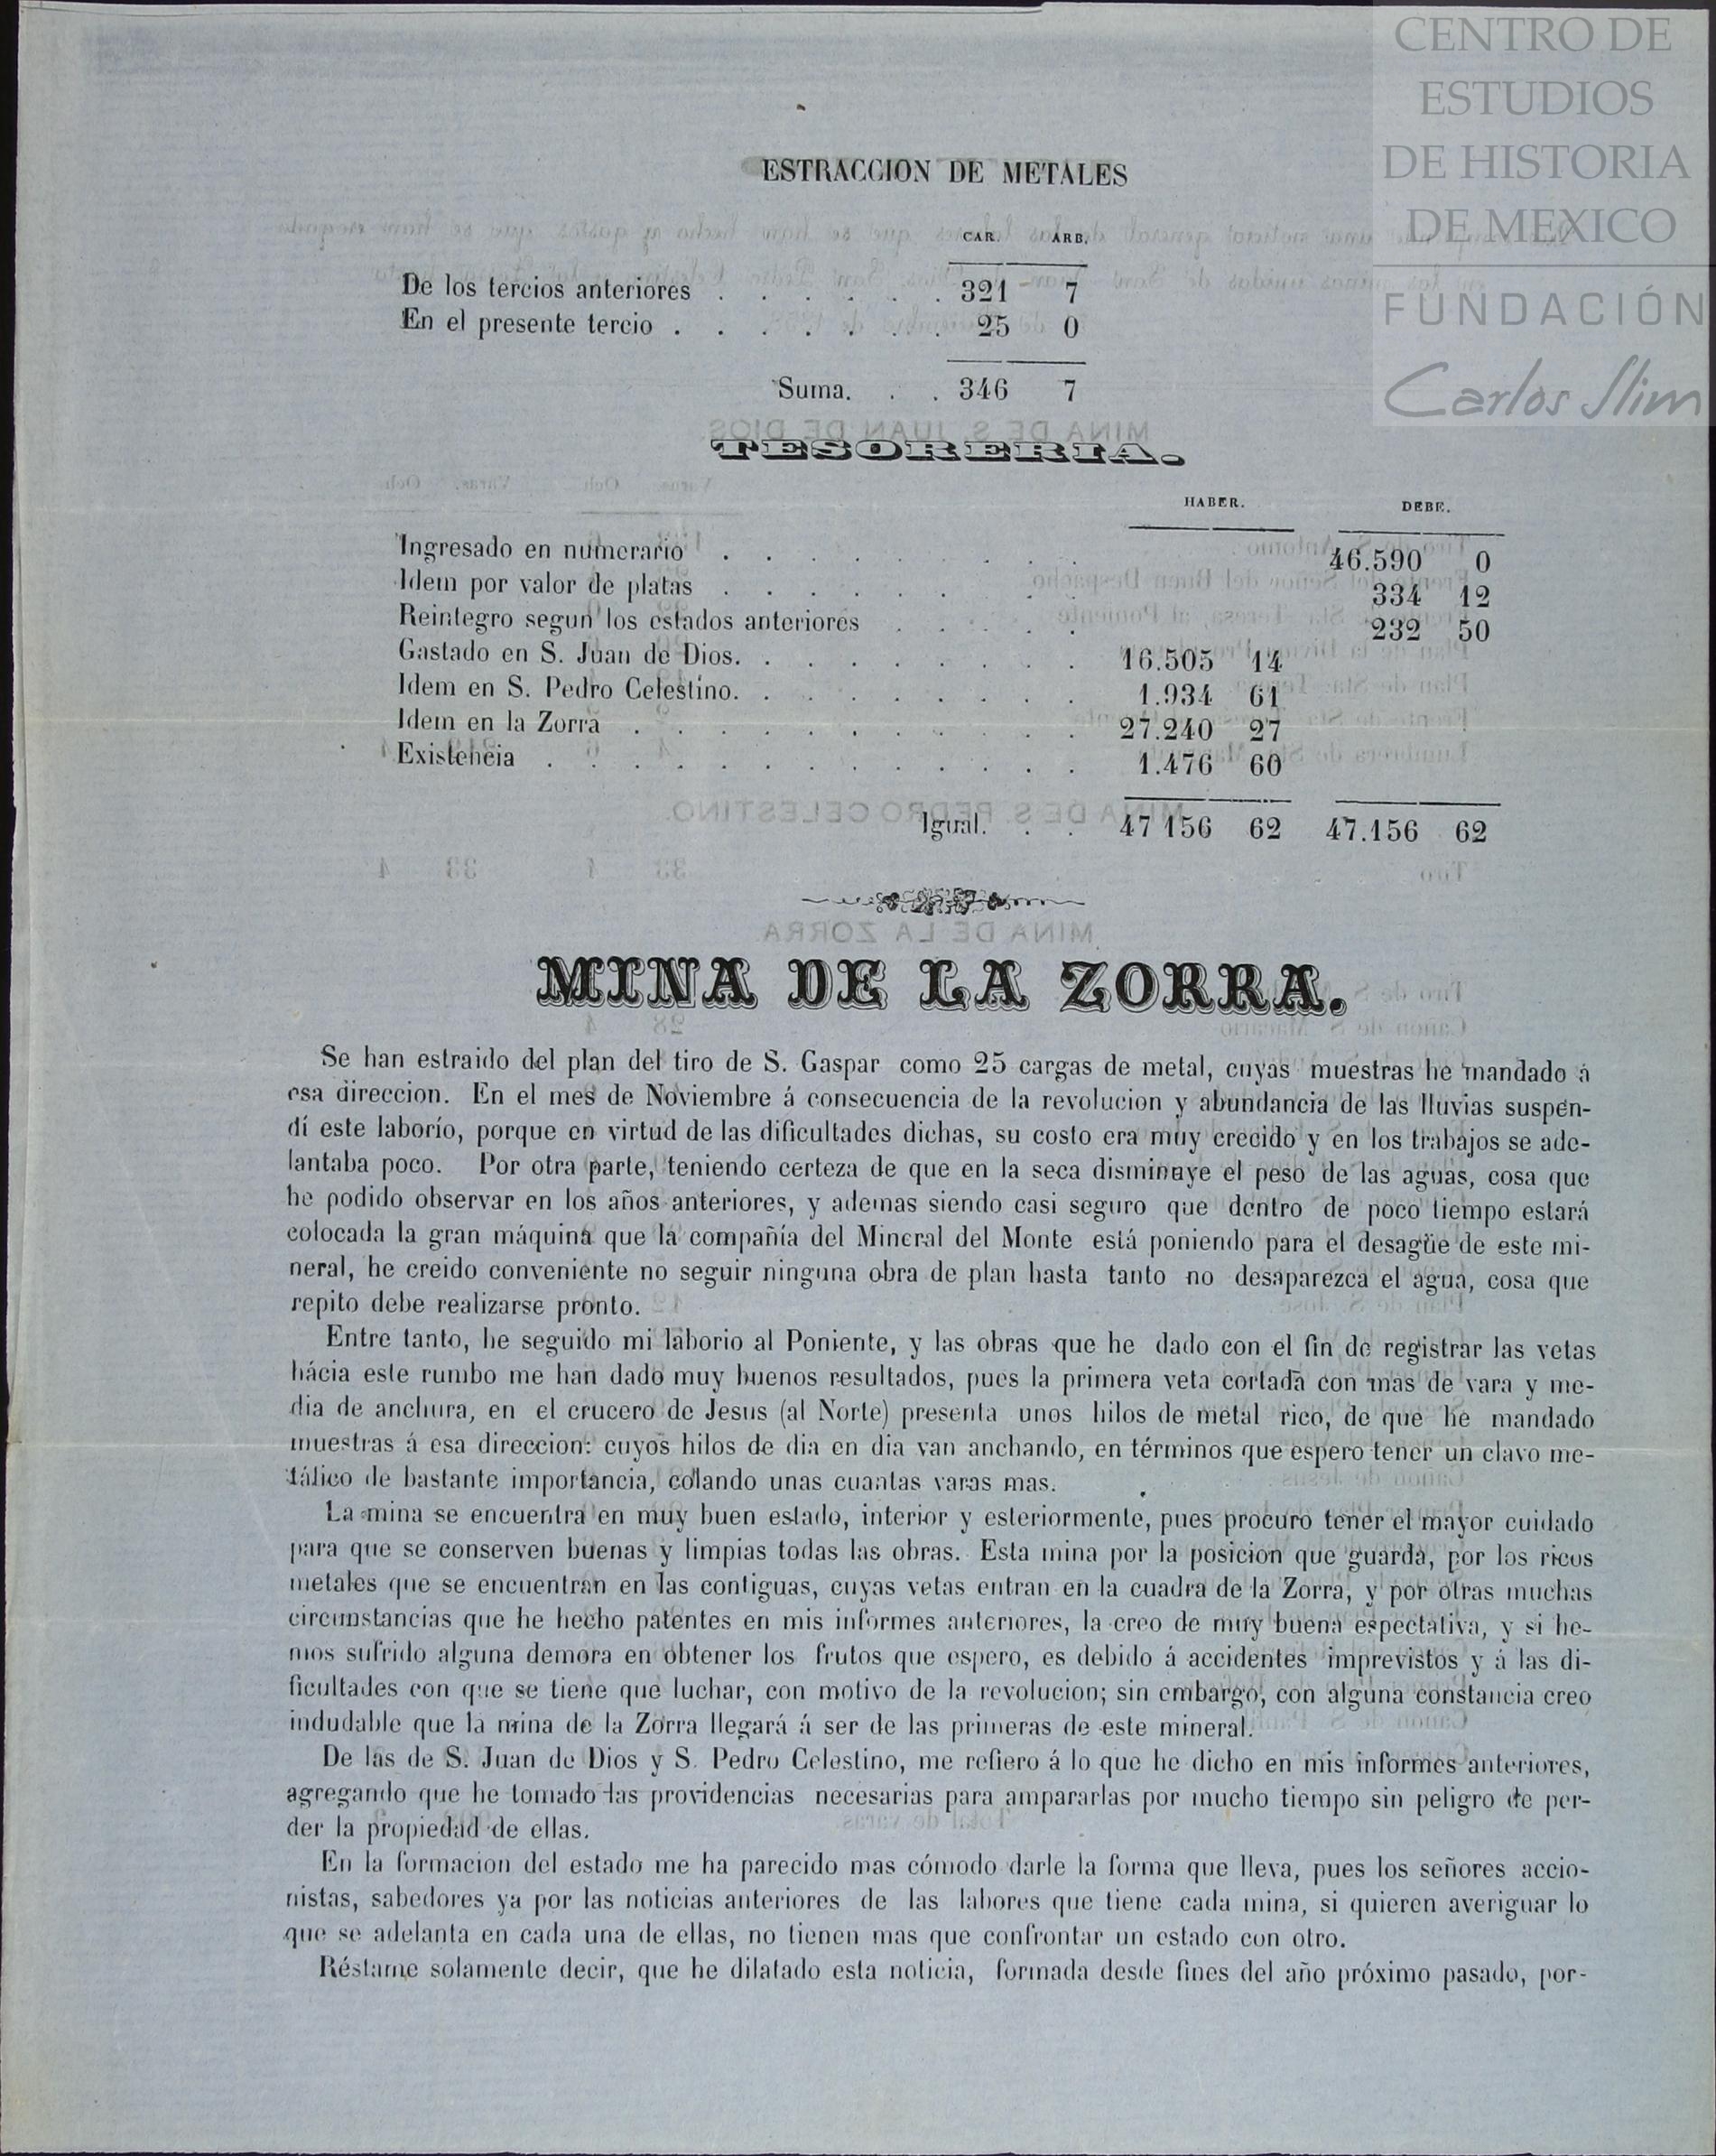 CENTRO DE
ESTUDIOS
DE HISTORIA
DE MEXICO
FUNDACIÓN
Carlos Slim
ESTRACCION DE METALES
CAR. ARB.
De los tercios anteriores . . . . . . 321 7
En el presente tercio . . . . . . . 25 0
Suma. . . 346 7
TESORERIA.
HABER. DEBE.
Ingresado en numerario . . . . . . . . . 46.590 0
Idem por valor de platas . . . . . . . . . 334 12
Reintegro segun los estados anteriores . . . . . 232 50
Gastado en S. Juan de Dios. . . . . . . . . 16.505 14
Idem en S. Pedro Celestino. . . . . . . . . 1.934 61
Idem en la Zorra . . . . . . . . . . . 27.240 27
Existencia . . . . . . . . . . . . . 1.476 60
Igual. . . 47 156 62 47.156 62
MINA DE LA ZORRA.
Se han estraido del plan del tiro de S. Gaspar como 25 cargas de metal, cuyas muestras he mandado á
esa direccion. En el mes de Noviembre á consecuencia de la revolucion y abundancia de las lluvias suspen-
dí este laborío, porque en virtud de las dificultades dichas, su costo era muy crecido y en los trabajos se ade-
lantaba poco. Por otra parte, teniendo certeza de que en la seca disminuye el peso de las aguas, cosa que
he podido observar en los años anteriores, y ademas siendo casi seguro que dentro de poco tiempo estará
colocada la gran máquina que la compañía del Mineral del Monte está poniendo para el desagüe de este mi-
neral, he creido conveniente no seguir ninguna obra de plan hasta tanto no desaparezca el agua, cosa que
repito debe realizarse pronto.
Entre tanto, he seguido mi laborio al Poniente, y las obras que he dado con el fin de registrar las vetas
hácia este rumbo me han dado muy buenos resultados, pues la primera veta cortada con mas de vara y me-
dia de anchura, en el crucero de Jesus (al Norte) presenta unos hilos de metal rico, de que he mandado
muestras á esa direccion: cuyos hilos de dia en dia van anchando, en términos que espero tener un clavo me-
tálico de bastante importancia, colando unas cuantas varas mas.
La mina se encuentra en muy buen estado, interior y esteriormente, pues procuro tener el mayor cuidado
para que se conserven buenas y limpias todas las obras. Esta mina por la posicion que guarda, por los ricos
metales que se encuentran en las contiguas, cuyas vetas entran en la cuadra de la Zorra, y por otras muchas
circunstancias que he hecho patentes en mis informes anteriores, la creo de muy buena espectativa, y si he-
mos sufrido alguna demora en obtener los frutos que espero, es debido á accidentes imprevistos y á las di-
ficultades con que se tiene que luchar, con motivo de la revolucion; sin embargo, con alguna constancia creo
indudable que la mina de la Zorra llegará á ser de las primeras de este mineral.
De las de S. Juan de Dios y S. Pedro Celestino, me refiero á lo que he dicho en mis informes anteriores,
agregando que he tomado las providencias necesarias para ampararlas por mucho tiempo sin peligro de per-
der la propiedad de ellas.
En la formacion del estado me ha parecido mas cómodo darle la forma que lleva, pues los señores accio-
nistas, sabedores ya por las noticias anteriores de las labores que tiene cada mina, si quieren averiguar lo
que se adelanta en cada una de ellas, no tienen mas que confrontar un estado con otro.
Réstame solamente decir, que he dilatado esta noticia, formada desde fines del año próximo pasado, por-